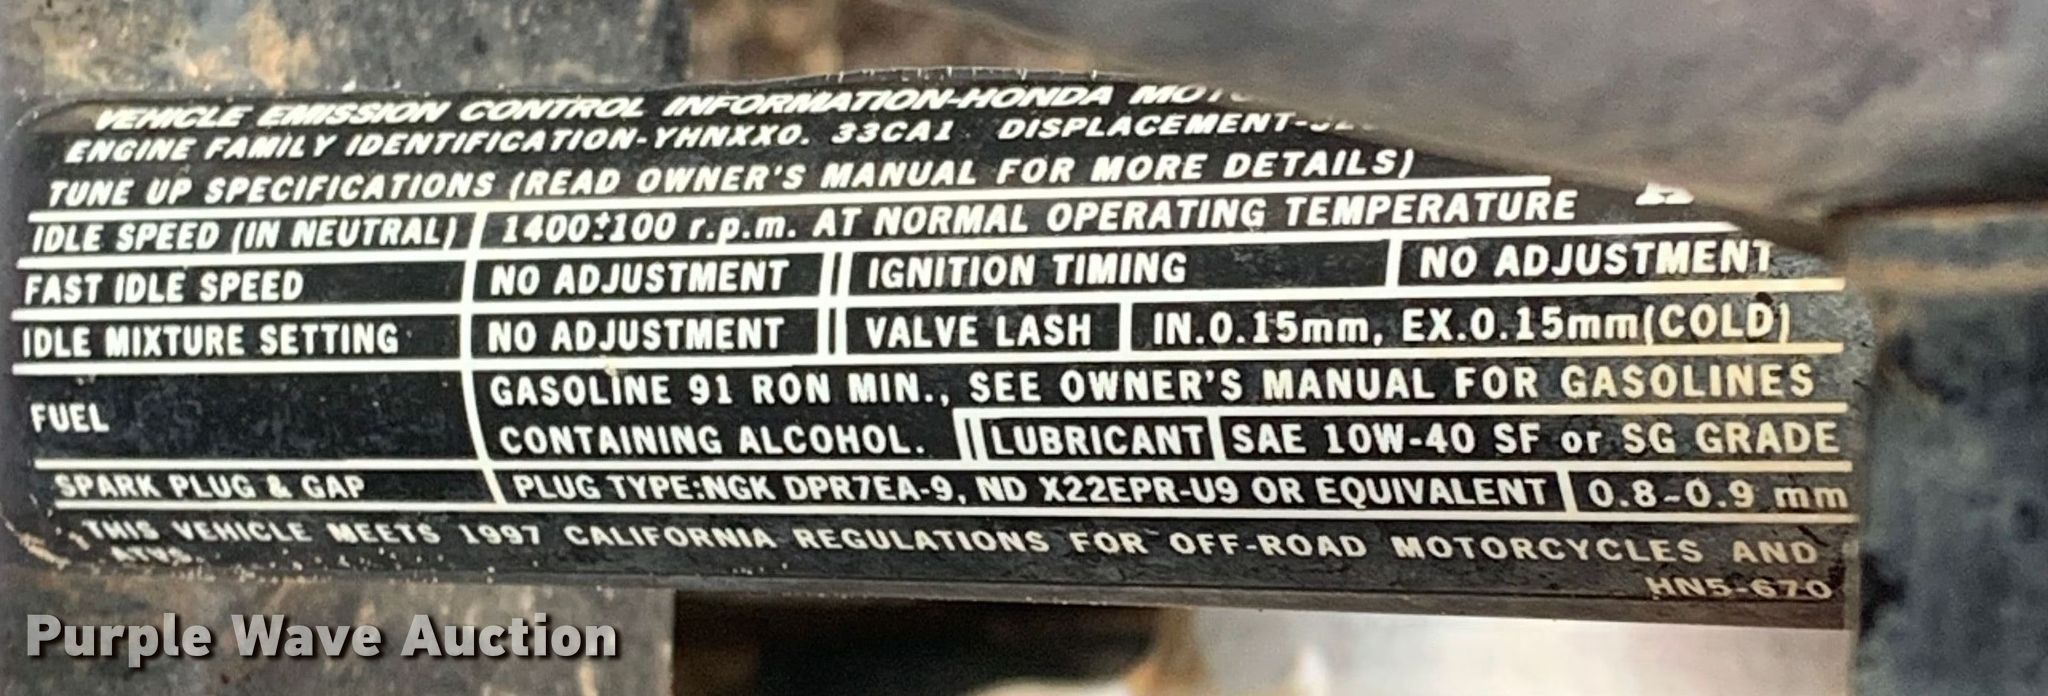 VEHICLE EMISSION CONTROL INFORMATION-HONDA
ENGINE FAMILY IDENTIFICATION-YHNXX0. 33CA1 DISPLACEMENT-
TUNE UP SPECIFICATIONS (READ OWNER'S MANUAL FOR MORE DETAILS)
IDLE SPEED (IN NEUTRAL) 1400±100 r.p.m. AT NORMAL OPERATING TEMPERATURE
FAST IDLE SPEED NO ADJUSTMENT IGNITION TIMING NO ADJUSTMENT
IDLE MIXTURE SETTING NO ADJUSTMENT VALVE LASH IN.0.15mm, EX.0.15mm(COLD)
FUEL GASOLINE 91 RON MIN., SEE OWNER'S MANUAL FOR GASOLINES
CONTAINING ALCOHOL. LUBRICANT SAE 10W-40 SF or SG GRADE
SPARK PLUG & GAP PLUG TYPE:NGK DPR7EA-9, ND X22EPR-U9 OR EQUIVALENT 0.8~0.9 mm
THIS VEHICLE MEETS 1997 CALIFORNIA REGULATIONS FOR OFF-ROAD MOTORCYCLES AND
ATVS.
HN5-670
Purple Wave Auction